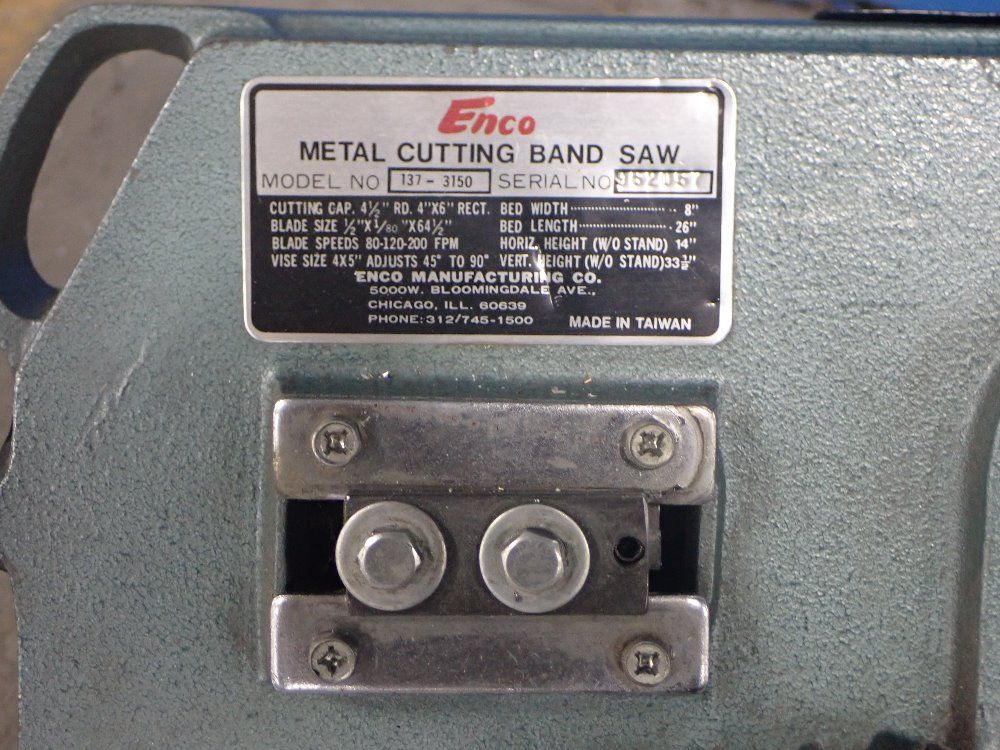 Enco
METAL CUTTING BAND SAW
MODEL NO 137-3150 SERIAL NO 962067
CUTTING CAP. 4½" RD. 4"X6" RECT. BED WIDTH 8"
BLADE SIZE ½"X1/80 "X64½" BED LENGTH 26"
BLADE SPEEDS 80-120-200 FPM HORIZ. HEIGHT (W/O STAND) 14"
VISE SIZE 4X5" ADJUSTS 45° TO 90° VERT. HEIGHT (W/O STAND) 33½"
ENCO MANUFACTURING CO.
5000W. BLOOMINGDALE AVE.,
CHICAGO, ILL. 60639
PHONE: 312/745-1500 MADE IN TAIWAN